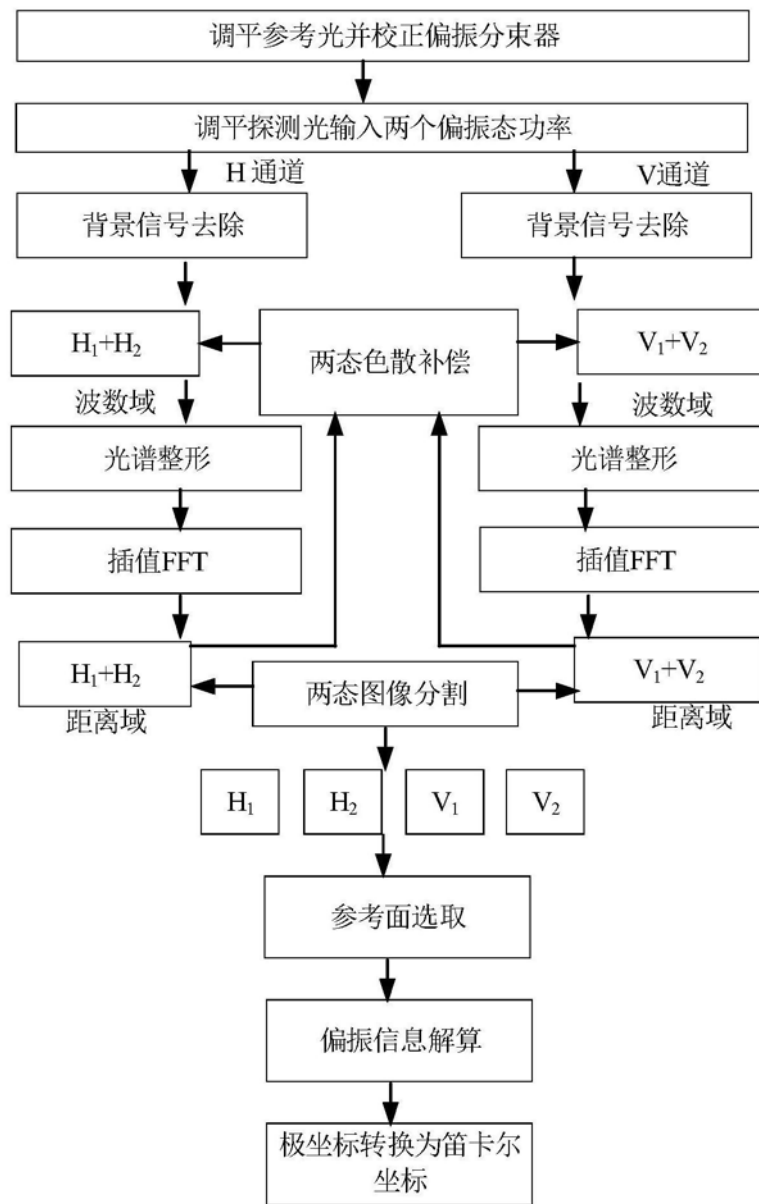 调平参考光并校正偏振分束器
调平探测光输入两个偏振态功率
H通道
V通道
背景信号去除
背景信号去除
H₁+H₂
两态色散补偿
V₁+V₂
波数域
波数域
光谱整形
光谱整形
插值FFT
插值FFT
H₁+H₂
两态图像分割
V₁+V₂
距离域
距离域
H₁
H₂
V₁
V₂
参考面选取
偏振信息解算
极坐标转换为笛卡尔
坐标